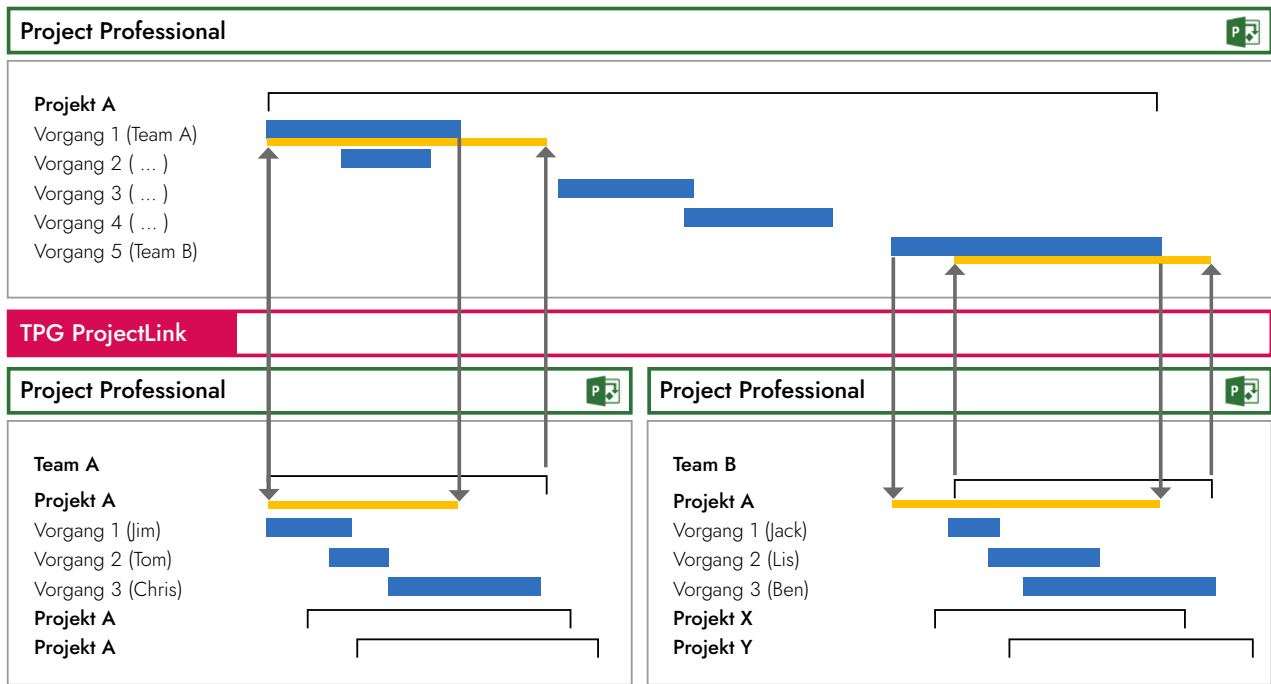 Project Professional
P
Projekt A
Vorgang 1 (Team A)
Vorgang 2 ( ... )
Vorgang 3 ( ... )
Vorgang 4 ( ... )
Vorgang 5 (Team B)
TPG ProjectLink
Project Professional
P
Team A
Projekt A
Vorgang 1 (Jim)
Vorgang 2 (Tom)
Vorgang 3 (Chris)
Projekt A
Projekt A
Project Professional
P
Team B
Projekt A
Vorgang 1 (Jack)
Vorgang 2 (Lis)
Vorgang 3 (Ben)
Projekt X
Projekt Y